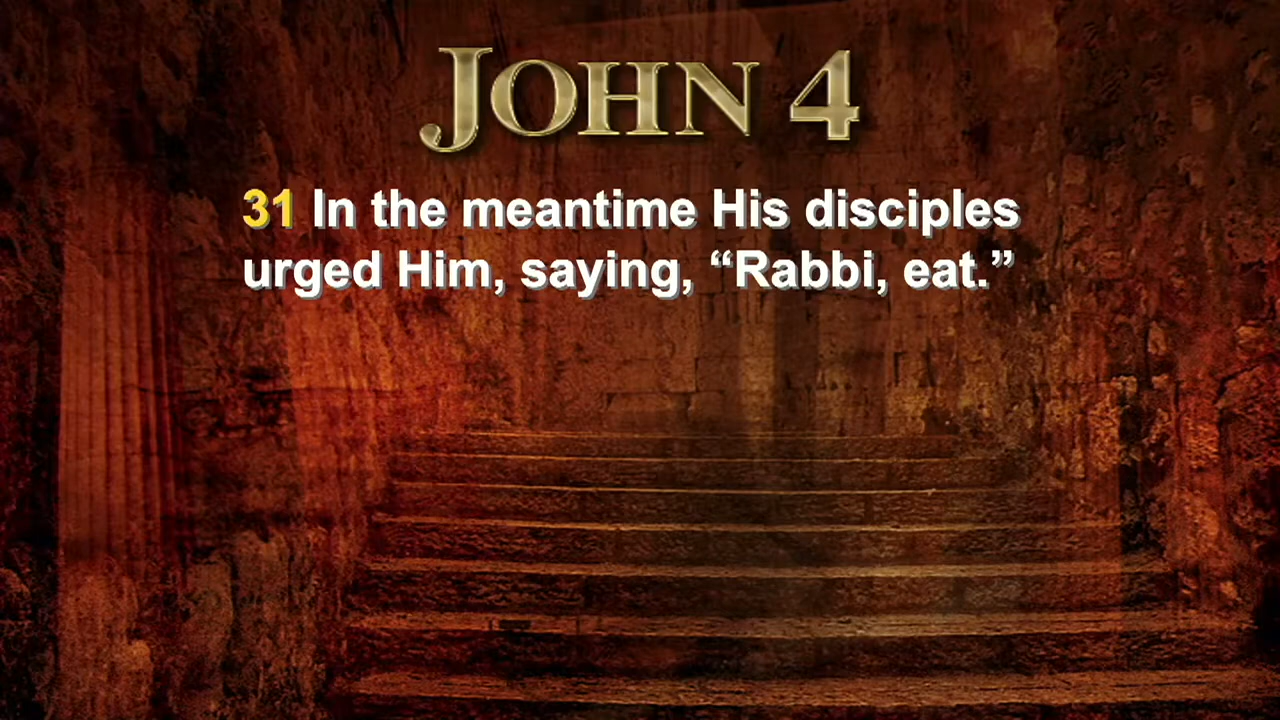 JOHN 4
31 In the meantime His disciples
urged Him, saying, “Rabbi, eat.”